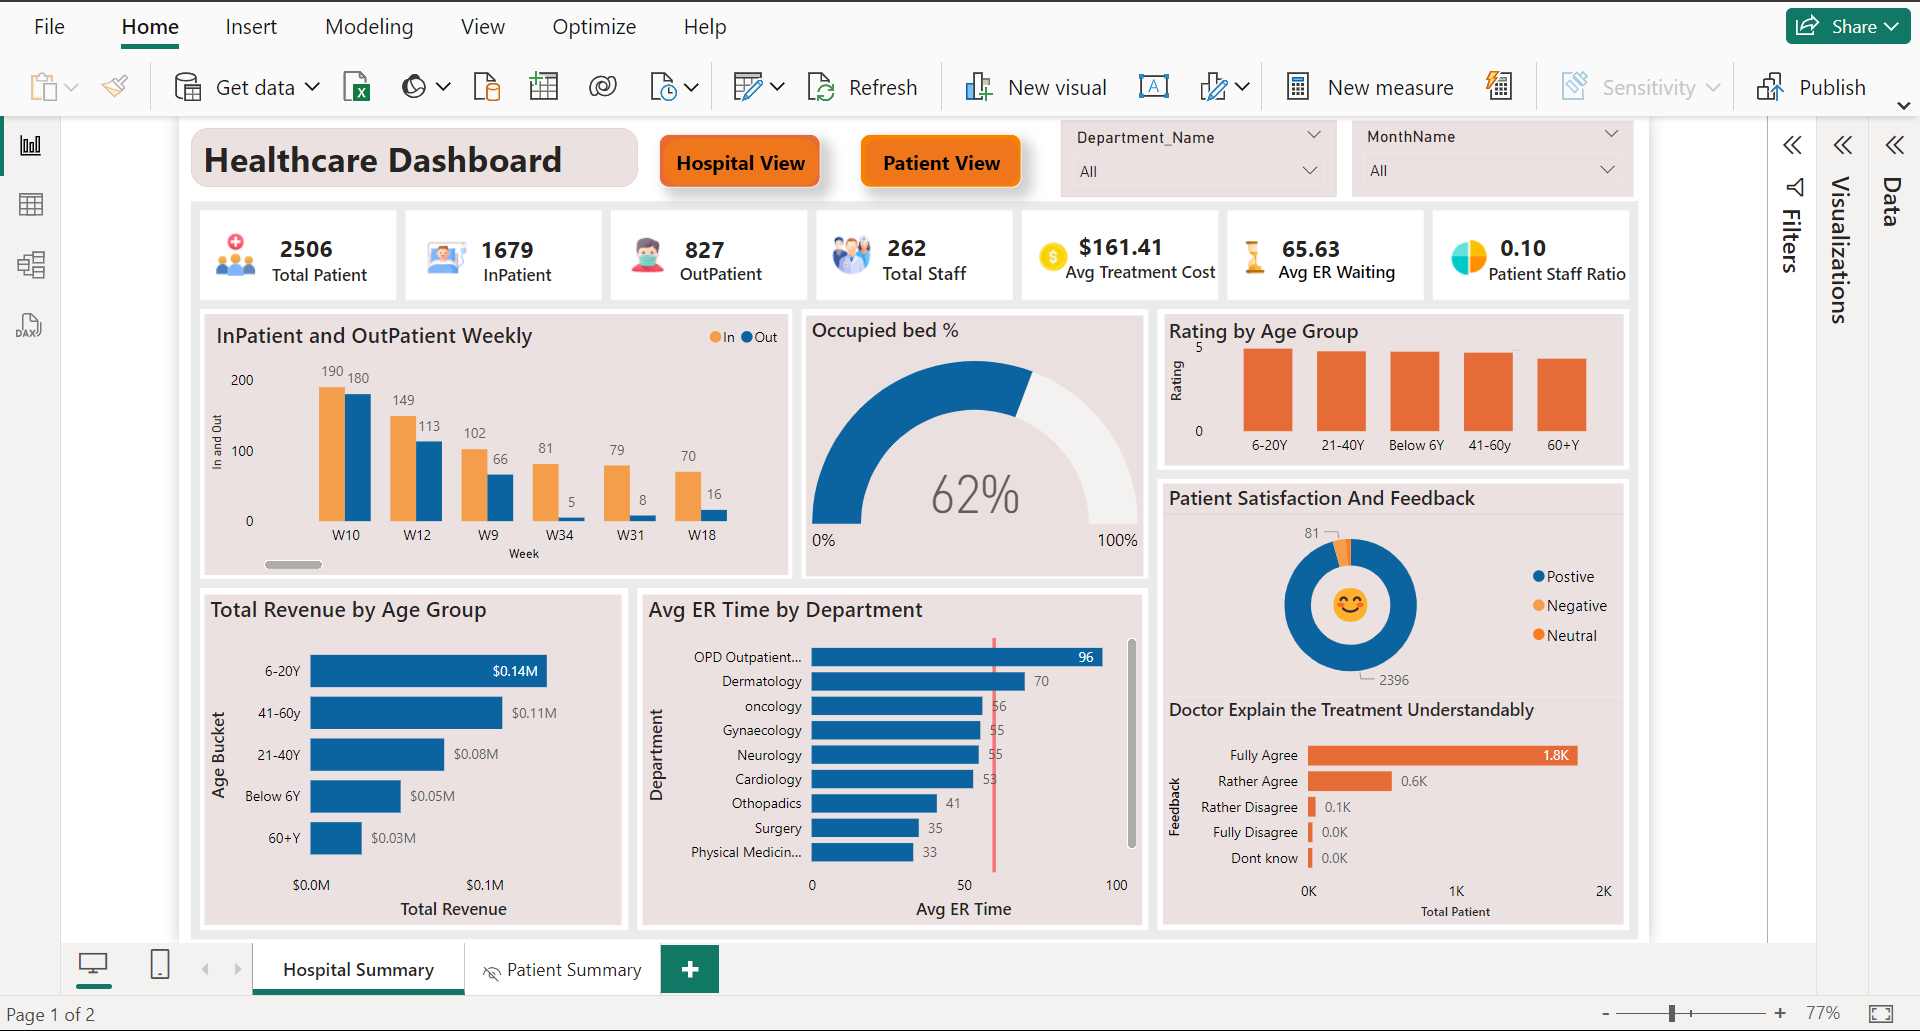 File Home Insert Modeling View Optimize Help Share
Get data Refresh New visual New measure Sensitivity Publish
Healthcare Dashboard
Hospital View
Patient View
Department_Name
All
MonthName
All
2506
Total Patient
1679
InPatient
827
OutPatient
262
Total Staff
$161.41
Avg Treatment Cost
65.63
Avg ER Waiting
0.10
Patient Staff Ratio
InPatient and OutPatient Weekly
In Out
In and Out
200
100
0
190 180
149 113
102 66
81 5
79 8
70 16
W10 W12 W9 W34 W31 W18
Week
Occupied bed %
62%
0% 100%
Rating by Age Group
Rating
5
0
6-20Y 21-40Y Below 6Y 41-60y 60+Y
Patient Satisfaction And Feedback
81
2396
Postive
Negative
Neutral
Total Revenue by Age Group
Age Bucket
6-20Y $0.14M
41-60y $0.11M
21-40Y $0.08M
Below 6Y $0.05M
60+Y $0.03M
$0.0M $0.1M
Total Revenue
Avg ER Time by Department
Department
OPD Outpatient... 96
Dermatology 70
oncology 56
Gynaecology 55
Neurology 55
Cardiology 53
Othopadics 41
Surgery 35
Physical Medicin... 33
0 50 100
Avg ER Time
Doctor Explain the Treatment Understandably
Feedback
Fully Agree 1.8K
Rather Agree 0.6K
Rather Disagree 0.1K
Fully Disagree 0.0K
Dont know 0.0K
0K 1K 2K
Total Patient
Filters
Visualizations
Data
DAX
Hospital Summary Patient Summary +
Page 1 of 2
- + 77%